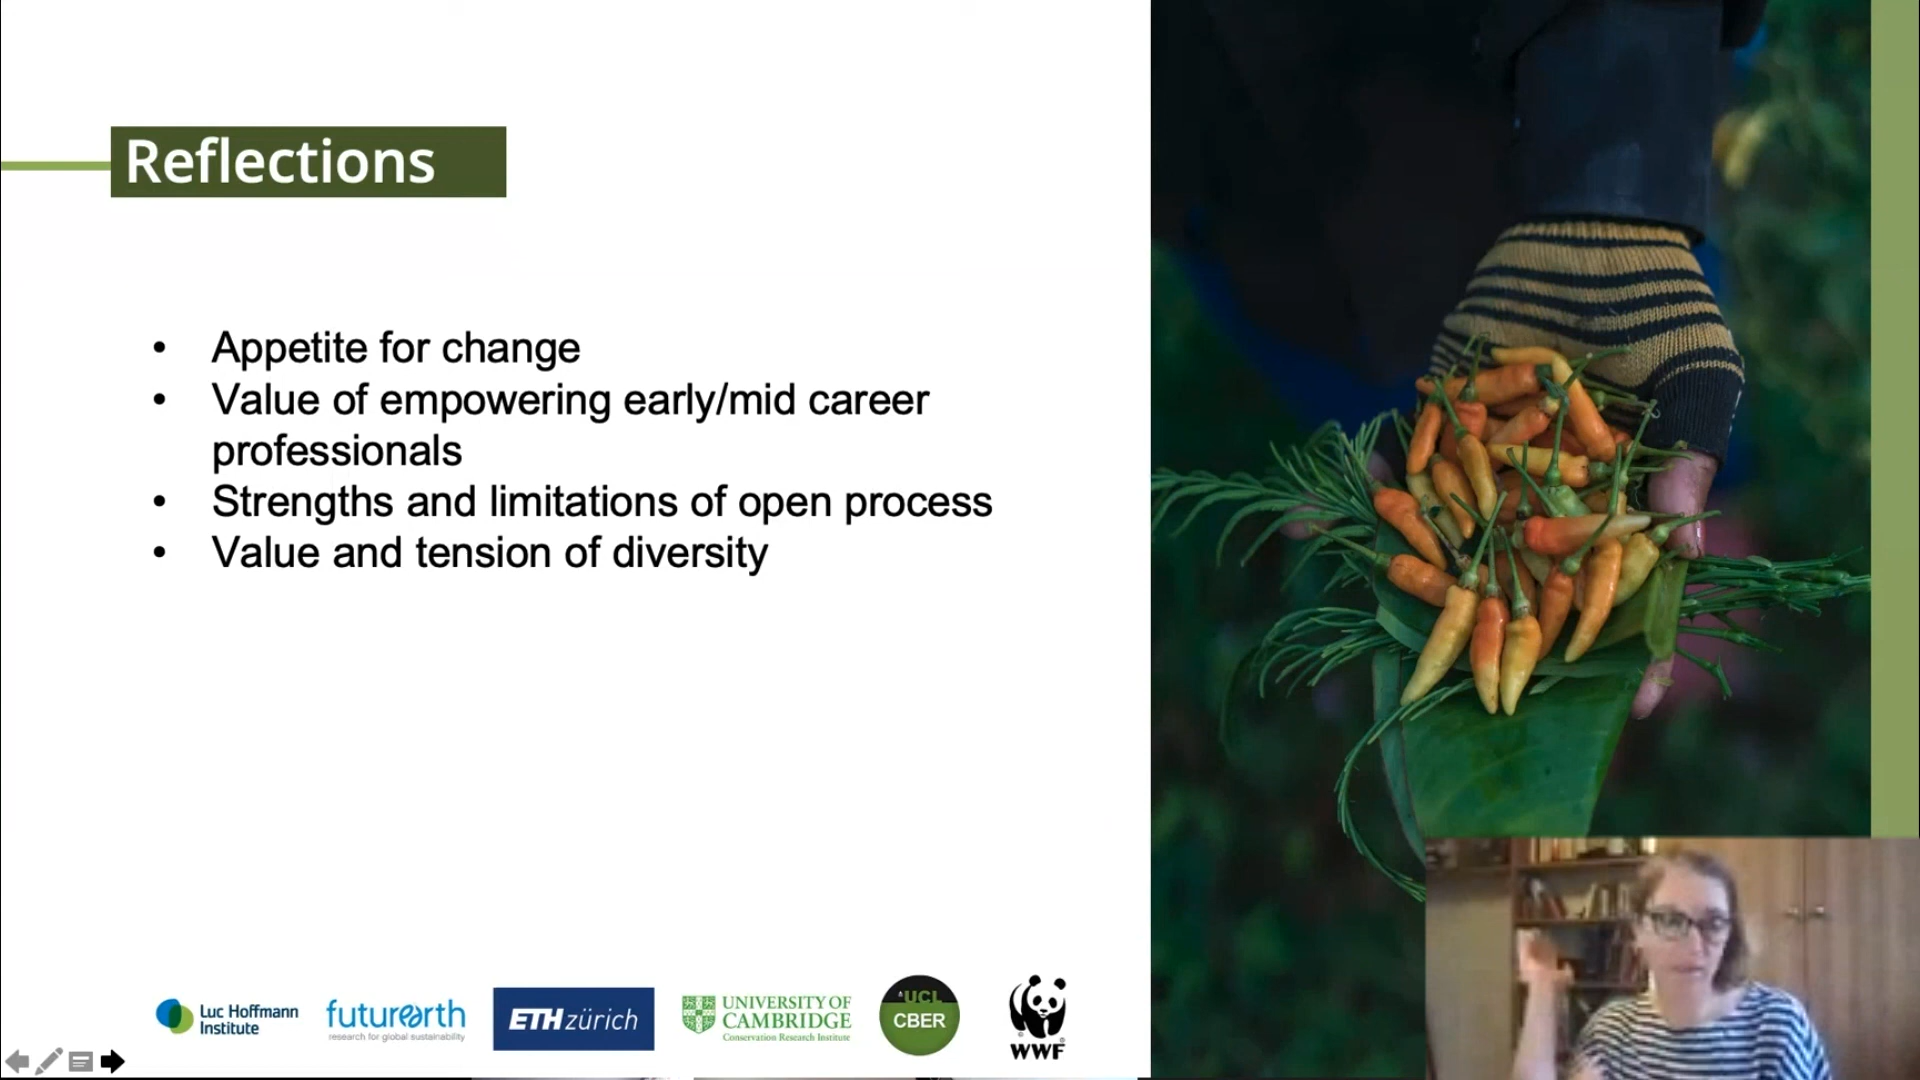 Reflections
• Appetite for change
• Value of empowering early/mid career
professionals
• Strengths and limitations of open process
• Value and tension of diversity
Luc Hoffmann
Institute
futurearth
research for global sustainability
ETH zürich
UNIVERSITY OF
CAMBRIDGE
Conservation Research Institute
UCL
CBER
WWF